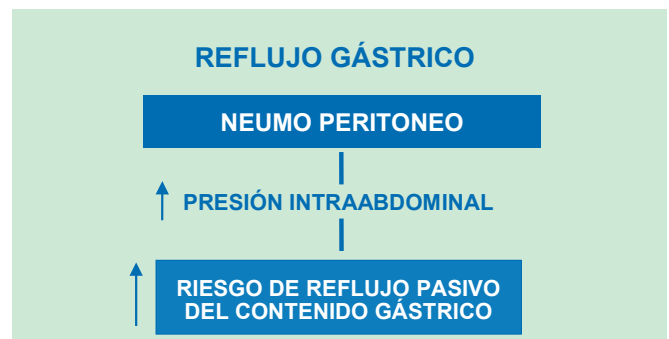 REFLUJO GÁSTRICO
NEUMO PERITONEO
PRESIÓN INTRAABDOMINAL
RIESGO DE REFLUJO PASIVO
DEL CONTENIDO GÁSTRICO